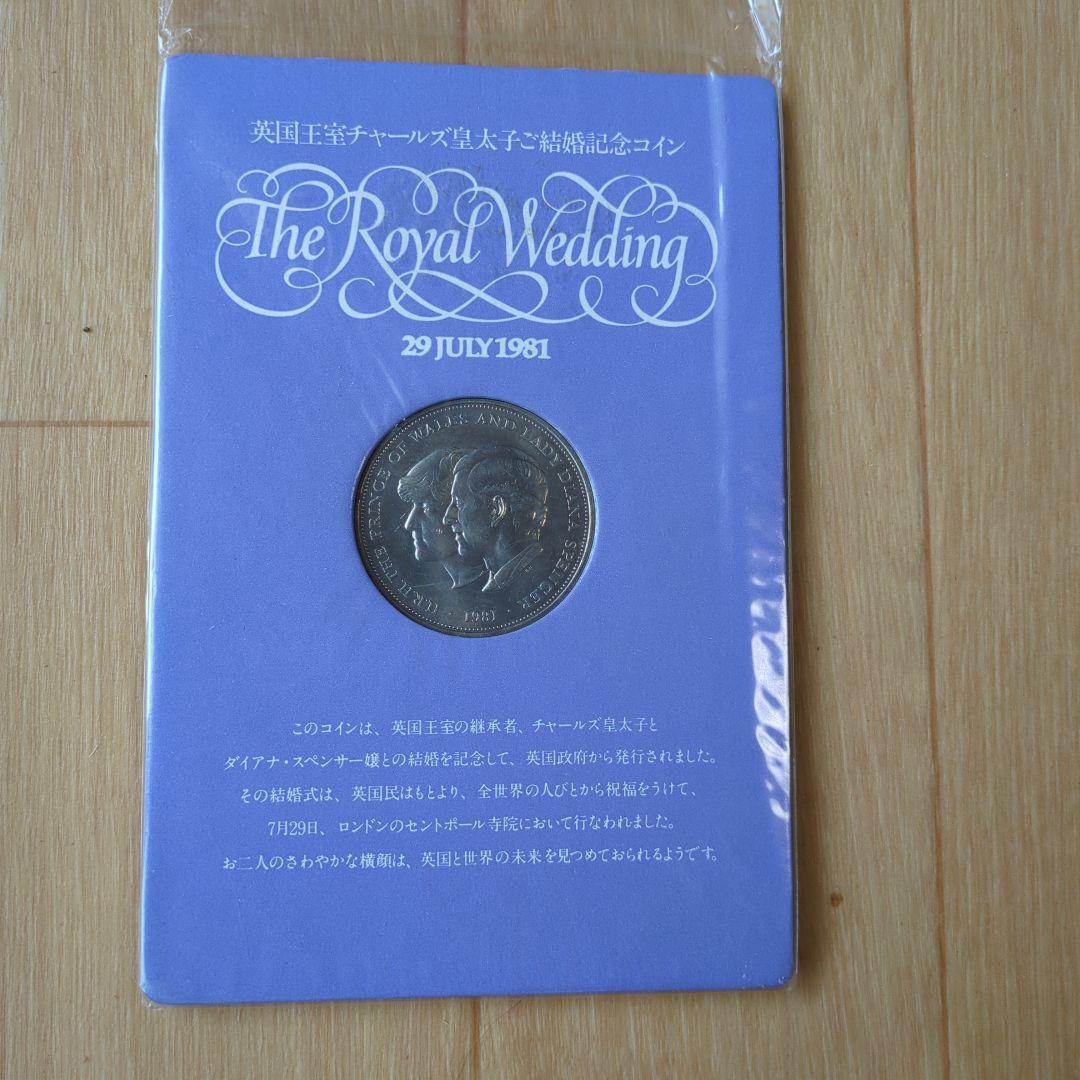 英国王室チャールズ皇太子ご結婚記念コイン
The Royal Wedding
29 JULY 1981
H.R.H. THE PRINCE OF WALES AND LADY DIANA SPENCER
· 1981 ·
このコインは、英国王室の継承者、チャールズ皇太子と
ダイアナ・スペンサー嬢との結婚を記念して、英国政府から発行されました。
その結婚式は、英国民はもとより、全世界の人びとから祝福をうけて、
7月29日、ロンドンのセントポール寺院において行なわれました。
お二人のさわやかな横顔は、英国と世界の未来を見つめておられるようです。